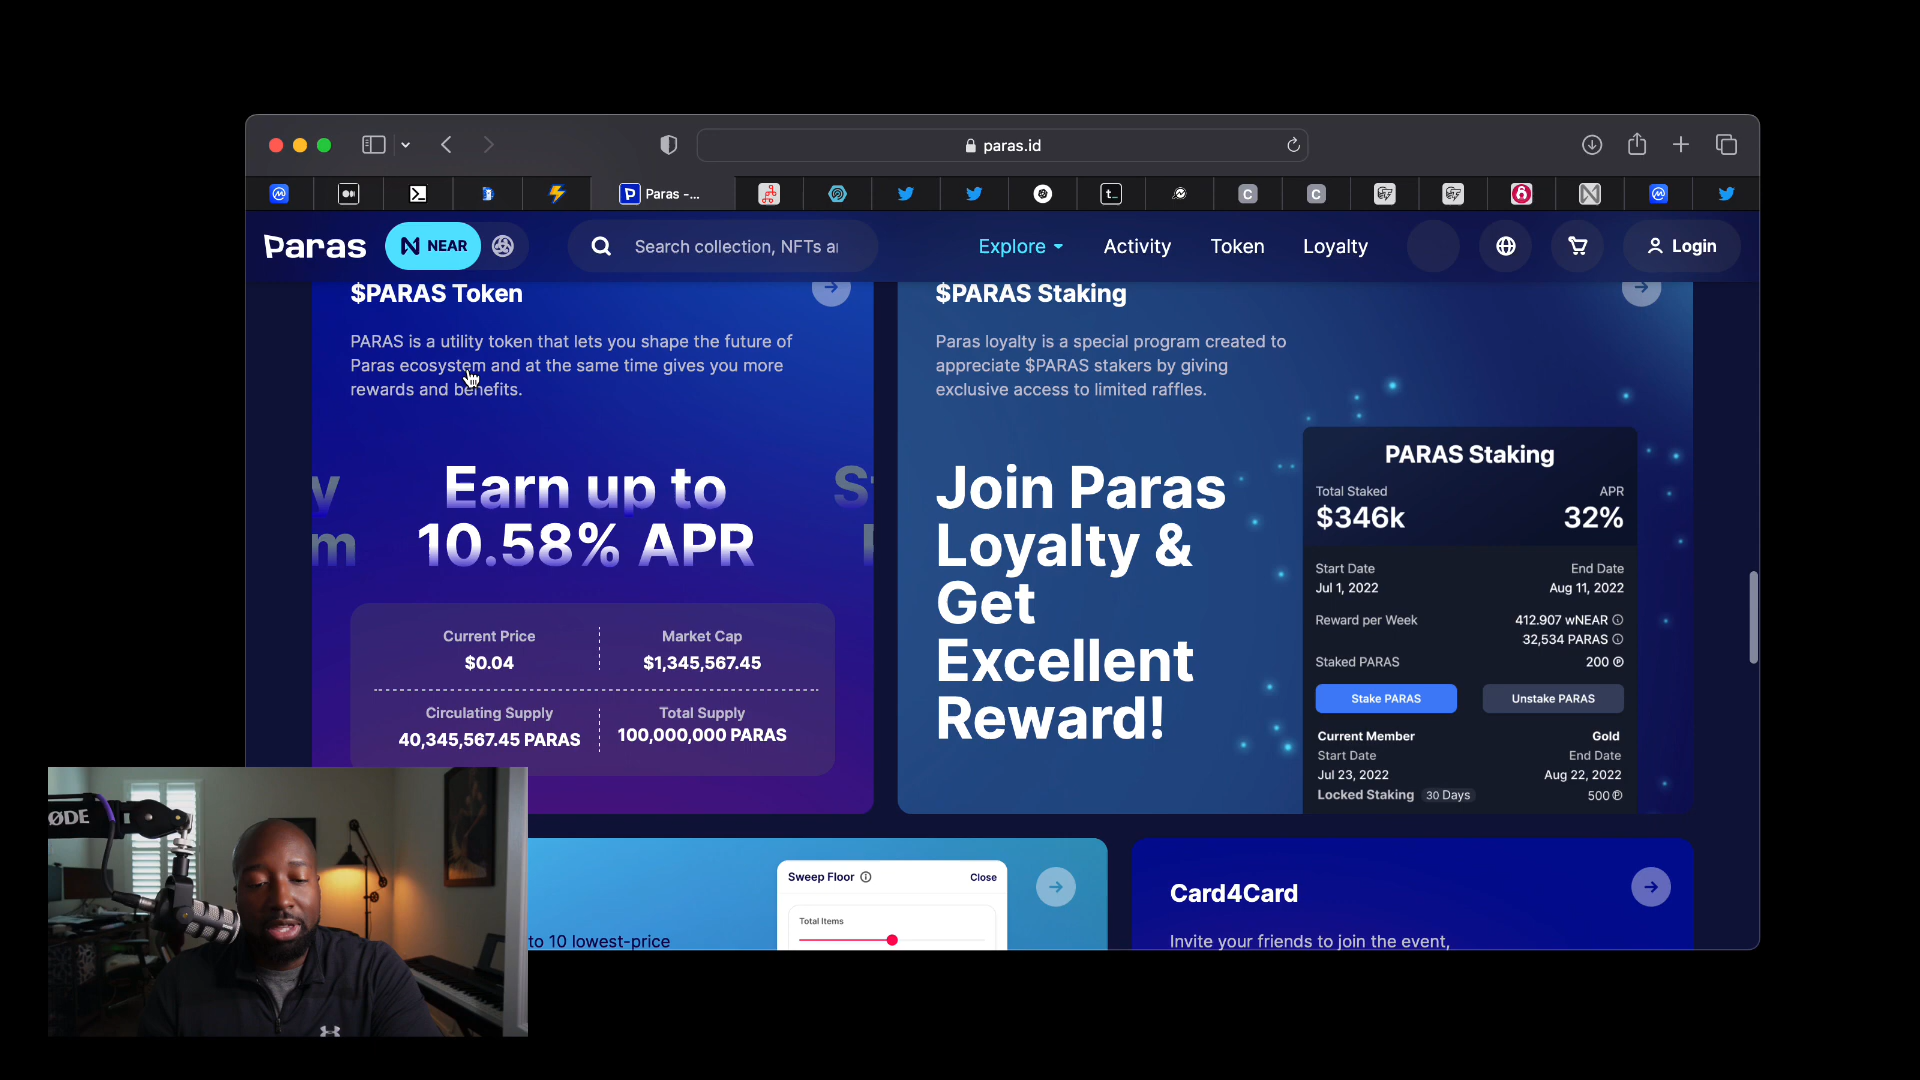 paras.id
Paras -...
t_
C
C
Paras
NEAR
Search collection, NFTs a
Explore
Activity
Token
Loyalty
Login
$PARAS Token
PARAS is a utility token that lets you shape the future of
Paras ecosystem and at the same time gives you more
rewards and benefits.
Earn up to
10.58% APR
Current Price
$0.04
Market Cap
$1,345,567.45
Circulating Supply
40,345,567.45 PARAS
Total Supply
100,000,000 PARAS
$PARAS Staking
Paras loyalty is a special program created to
appreciate $PARAS stakers by giving
exclusive access to limited raffles.
Join Paras
Loyalty &
Get
Excellent
Reward!
PARAS Staking
Total Staked
APR
$346k
32%
Start Date
End Date
Jul 1, 2022
Aug 11, 2022
Reward per Week
412.907 wNEAR
32,534 PARAS
Staked PARAS
200
Stake PARAS
Unstake PARAS
Current Member
Gold
Start Date
End Date
Jul 23, 2022
Aug 22, 2022
Locked Staking
30 Days
500
to 10 lowest-price
Sweep Floor
Close
Total Items
Card4Card
Invite your friends to join the event,
RØDE